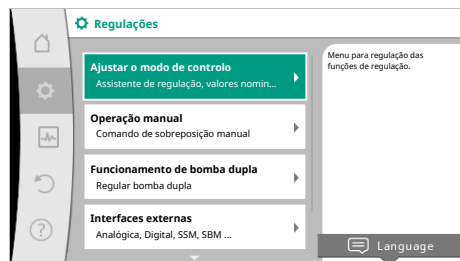 Regulações
Ajustar o modo de controlo
Assistente de regulação, valores nomin...
Operação manual
Comando de sobreposição manual
Funcionamento de bomba dupla
Regular bomba dupla
Interfaces externas
Analógica, Digital, SSM, SBM ...
Menu para regulação das
funções de regulação.
Language